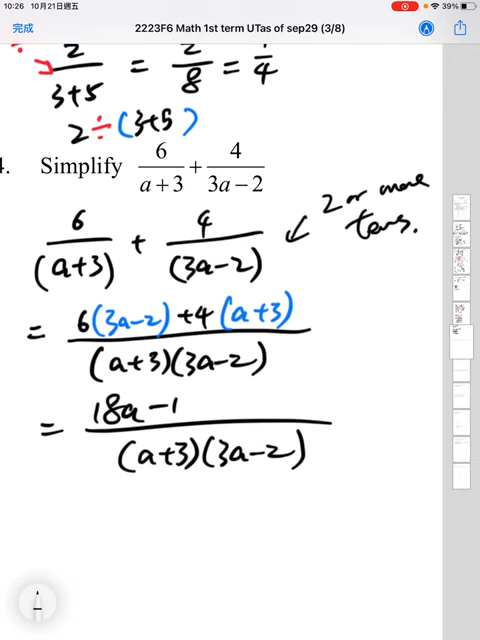 10:26 10月21日週五 39%
完成 2223F6 Math 1st term UTas of sep29 (3/8)
÷ 2/(3+5) = 2/8 = 1/4
2 ÷ (3+5)
4. Simplify 6/(a+3) + 4/(3a−2)
6/(a+3) + 4/(3a−2) ↙ 2 or more
terms.
= (6(3a−2)+4(a+3))/((a+3)(3a−2))
= (18a−1)/((a+3)(3a−2))